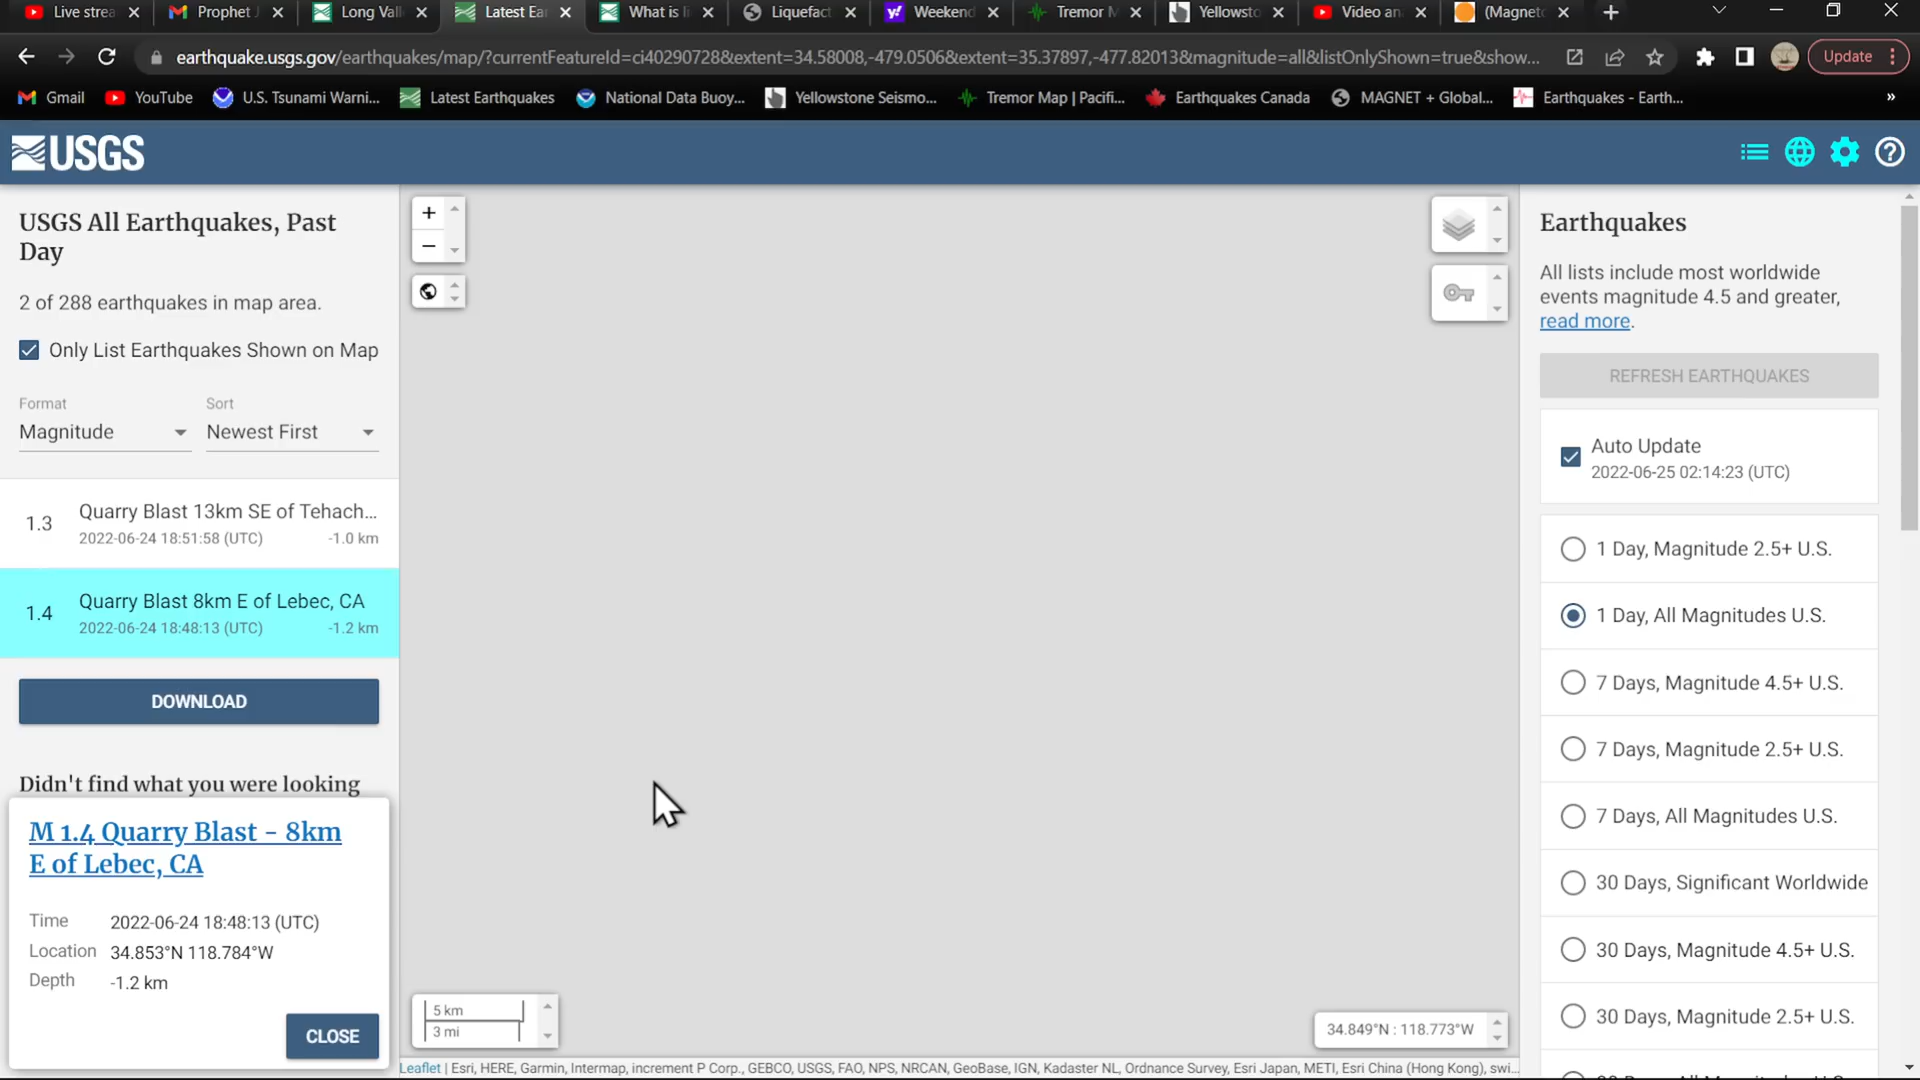 Live strea
Prophet J
Long Vall
Latest Ear
What is li
Liquefact
Weekend
Tremor M
Yellowsto
Video an
(Magneto
earthquake.usgs.gov/earthquakes/map/?currentFeatureId=ci40290728&extent=34.58008,-479.0506&extent=35.37897,-477.82013&magnitude=all&listOnlyShown=true&show...
Update
Gmail
YouTube
U.S. Tsunami Warni...
Latest Earthquakes
National Data Buoy...
Yellowstone Seismo...
Tremor Map | Pacifi...
Earthquakes Canada
MAGNET + Global...
Earthquakes - Earth...
»
USGS
USGS All Earthquakes, Past
Day
2 of 288 earthquakes in map area.
Only List Earthquakes Shown on Map
Format
Sort
Magnitude
Newest First
1.3
Quarry Blast 13km SE of Tehach...
2022-06-24 18:51:58 (UTC)
-1.0 km
1.4
Quarry Blast 8km E of Lebec, CA
2022-06-24 18:48:13 (UTC)
-1.2 km
DOWNLOAD
Didn't find what you were looking
M 1.4 Quarry Blast - 8km
E of Lebec, CA
Time 2022-06-24 18:48:13 (UTC)
Location 34.853°N 118.784°W
Depth -1.2 km
CLOSE
+
−
5 km
3 mi
34.849°N : 118.773°W
Leaflet | Esri, HERE, Garmin, Intermap, increment P Corp., GEBCO, USGS, FAO, NPS, NRCAN, GeoBase, IGN, Kadaster NL, Ordnance Survey, Esri Japan, METI, Esri China (Hong Kong), swi...
Earthquakes
All lists include most worldwide
events magnitude 4.5 and greater,
read more.
REFRESH EARTHQUAKES
Auto Update
2022-06-25 02:14:23 (UTC)
1 Day, Magnitude 2.5+ U.S.
1 Day, All Magnitudes U.S.
7 Days, Magnitude 4.5+ U.S.
7 Days, Magnitude 2.5+ U.S.
7 Days, All Magnitudes U.S.
30 Days, Significant Worldwide
30 Days, Magnitude 4.5+ U.S.
30 Days, Magnitude 2.5+ U.S.